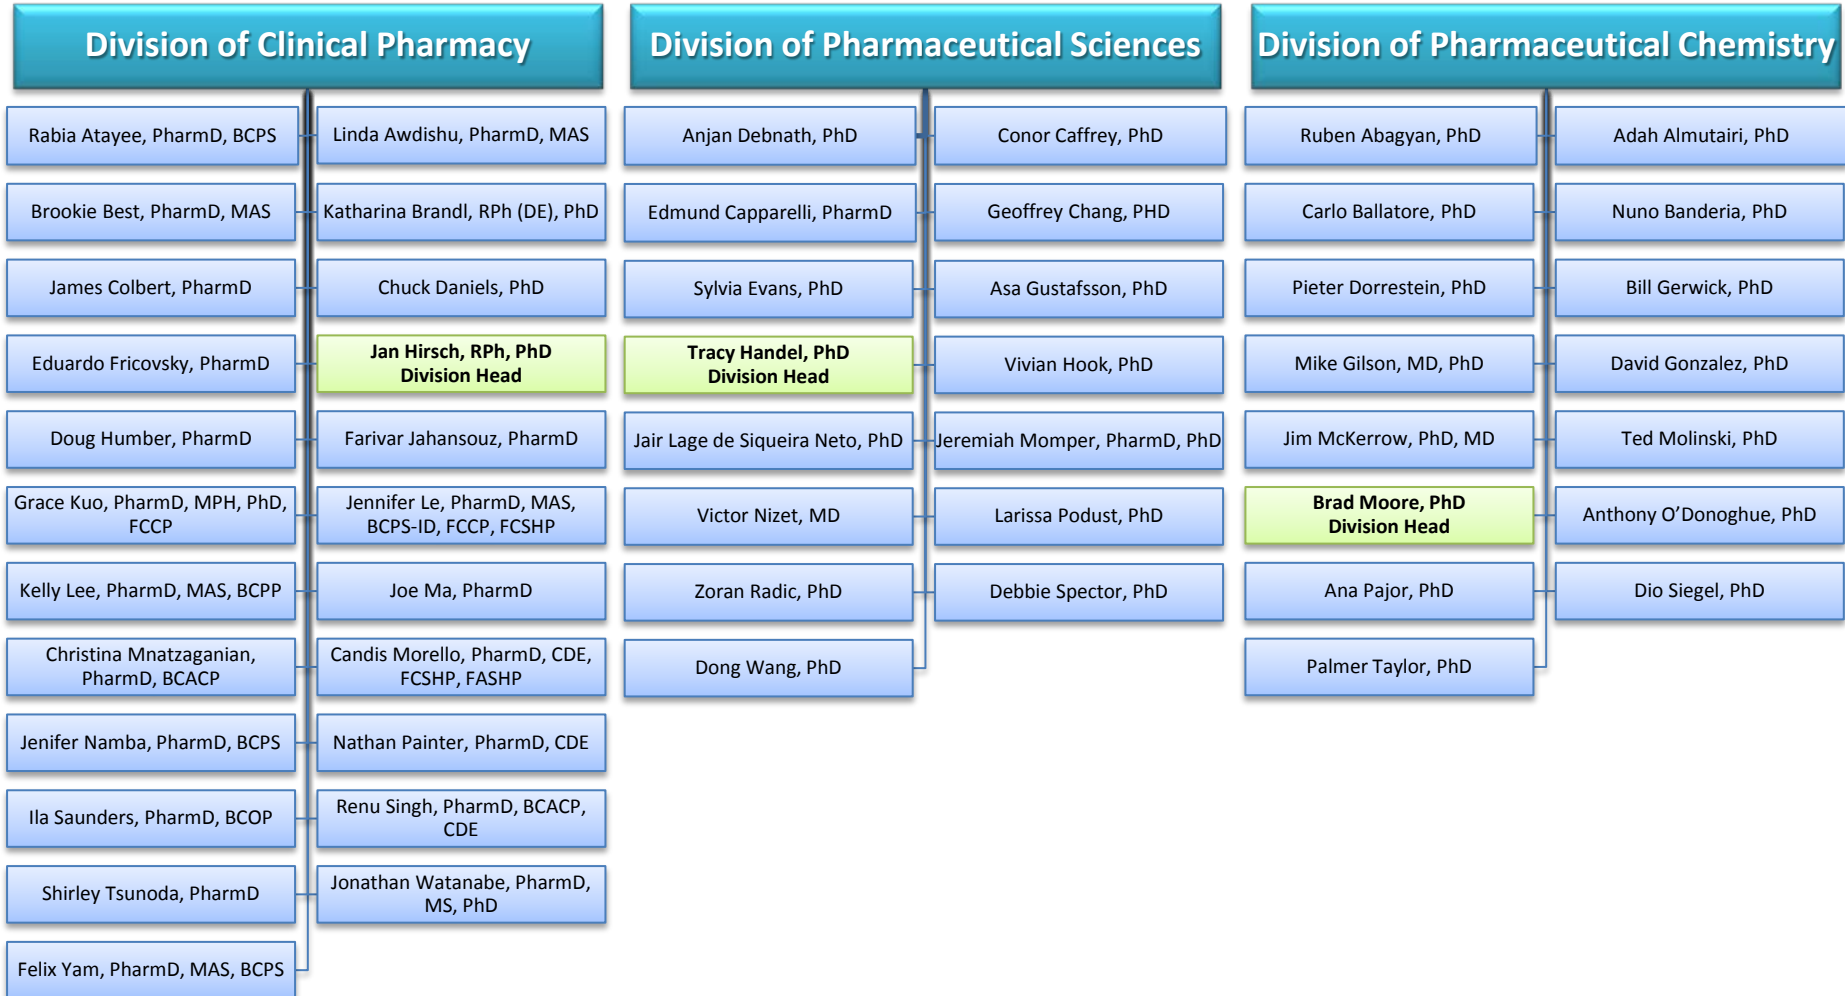 Division of Clinical Pharmacy
Rabia Atayee, PharmD, BCPS
Linda Awdishu, PharmD, MAS
Brookie Best, PharmD, MAS
Katharina Brandl, RPh (DE), PhD
James Colbert, PharmD
Chuck Daniels, PhD
Eduardo Fricovsky, PharmD
Jan Hirsch, RPh, PhD
Division Head
Doug Humber, PharmD
Farivar Jahansouz, PharmD
Grace Kuo, PharmD, MPH, PhD,
FCCP
Jennifer Le, PharmD, MAS,
BCPS-ID, FCCP, FCSHP
Kelly Lee, PharmD, MAS, BCPP
Joe Ma, PharmD
Christina Mnatzaganian,
PharmD, BCACP
Candis Morello, PharmD, CDE,
FCSHP, FASHP
Jenifer Namba, PharmD, BCPS
Nathan Painter, PharmD, CDE
Ila Saunders, PharmD, BCOP
Renu Singh, PharmD, BCACP,
CDE
Shirley Tsunoda, PharmD
Jonathan Watanabe, PharmD,
MS, PhD
Felix Yam, PharmD, MAS, BCPS
Division of Pharmaceutical Sciences
Anjan Debnath, PhD
Conor Caffrey, PhD
Edmund Capparelli, PharmD
Geoffrey Chang, PHD
Sylvia Evans, PhD
Asa Gustafsson, PhD
Tracy Handel, PhD
Division Head
Vivian Hook, PhD
Jair Lage de Siqueira Neto, PhD
Jeremiah Momper, PharmD, PhD
Victor Nizet, MD
Larissa Podust, PhD
Zoran Radic, PhD
Debbie Spector, PhD
Dong Wang, PhD
Division of Pharmaceutical Chemistry
Ruben Abagyan, PhD
Adah Almutairi, PhD
Carlo Ballatore, PhD
Nuno Banderia, PhD
Pieter Dorrestein, PhD
Bill Gerwick, PhD
Mike Gilson, MD, PhD
David Gonzalez, PhD
Jim McKerrow, PhD, MD
Ted Molinski, PhD
Brad Moore, PhD
Division Head
Anthony O’Donoghue, PhD
Ana Pajor, PhD
Dio Siegel, PhD
Palmer Taylor, PhD